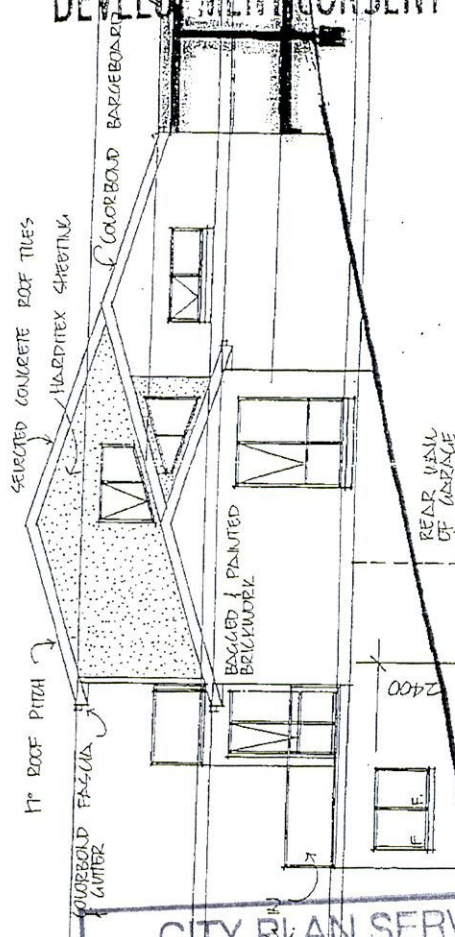 DEVELOPMENT CONSENT
SELECTED CONCRETE ROOF TILES
HARDITEX SHEETING
COLORBOND BARGEBOARD
17° ROOF PITCH
COLORBOND FASCIA
GUTTER
BAGGED & PAINTED
BRICKWORK
REAR WALL
OF GARAGE
2400
F. F.
CITY PLAN SERV